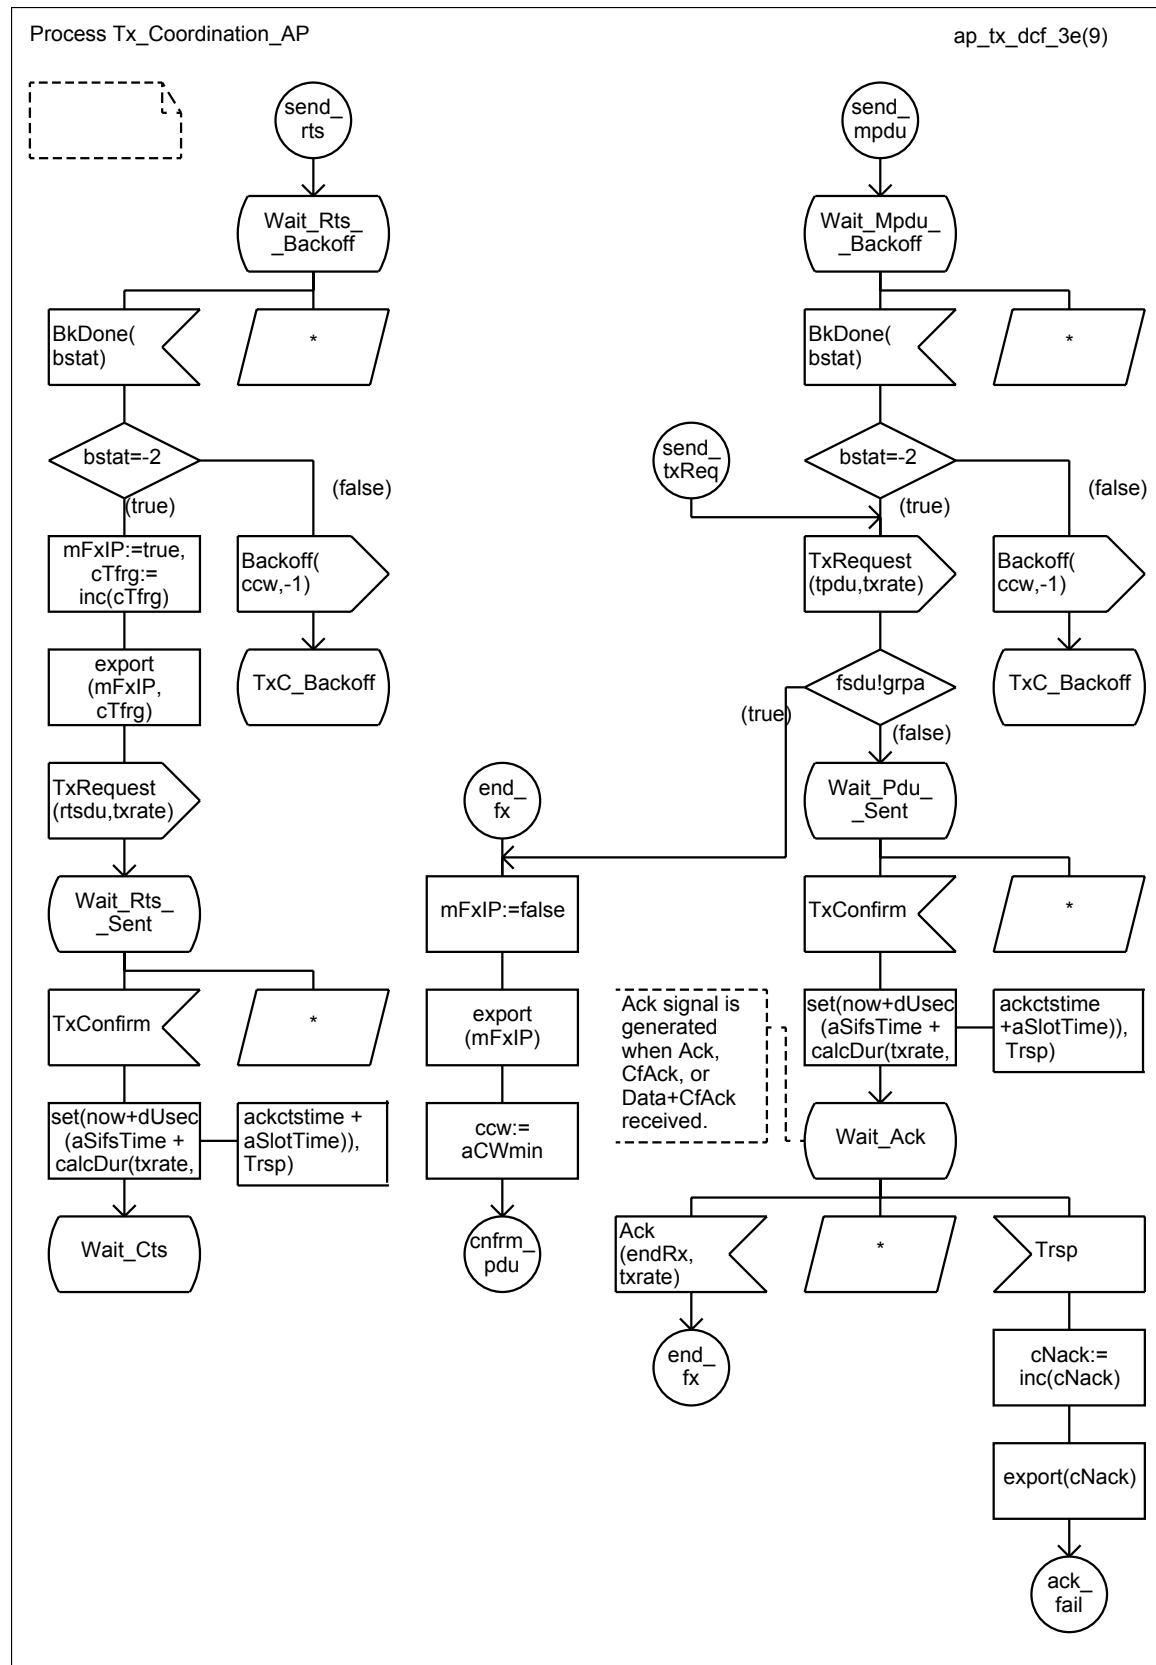 Process Tx_Coordination_AP
ap_tx_dcf_3e(9)
send_
rts
Wait_Rts_
_Backoff
BkDone(
bstat)
*
bstat=-2
(true)
(false)
mFxIP:=true,
cTfrg:=
inc(cTfrg)
Backoff(
ccw,-1)
export
(mFxIP,
cTfrg)
TxC_Backoff
TxRequest
(rtsdu,txrate)
Wait_Rts_
_Sent
TxConfirm
*
set(now+dUsec
(aSifsTime +
calcDur(txrate,
ackctstime +
aSlotTime)),
Trsp)
Wait_Cts
send_
mpdu
Wait_Mpdu_
_Backoff
BkDone(
bstat)
*
send_
txReq
bstat=-2
(true)
(false)
TxRequest
(tpdu,txrate)
Backoff(
ccw,-1)
fsdu!grpa
TxC_Backoff
(true)
(false)
end_
fx
Wait_Pdu_
_Sent
mFxIP:=false
TxConfirm
*
export
(mFxIP)
Ack signal is
generated
when Ack,
CfAck, or
Data+CfAck
received.
set(now+dUsec
(aSifsTime +
calcDur(txrate,
ackctstime
+aSlotTime)),
Trsp)
ccw:=
aCWmin
Wait_Ack
cnfrm_
pdu
Ack
(endRx,
txrate)
*
Trsp
end_
fx
cNack:=
inc(cNack)
export(cNack)
ack_
fail